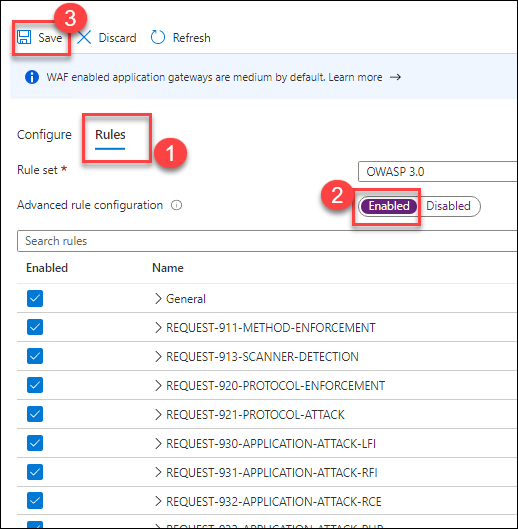 3
Save Discard Refresh
WAF enabled application gateways are medium by default. Learn more →
Configure Rules
1
Rule set * OWASP 3.0
2
Advanced rule configuration Enabled Disabled
Search rules
Enabled Name
General
REQUEST-911-METHOD-ENFORCEMENT
REQUEST-913-SCANNER-DETECTION
REQUEST-920-PROTOCOL-ENFORCEMENT
REQUEST-921-PROTOCOL-ATTACK
REQUEST-930-APPLICATION-ATTACK-LFI
REQUEST-931-APPLICATION-ATTACK-RFI
REQUEST-932-APPLICATION-ATTACK-RCE